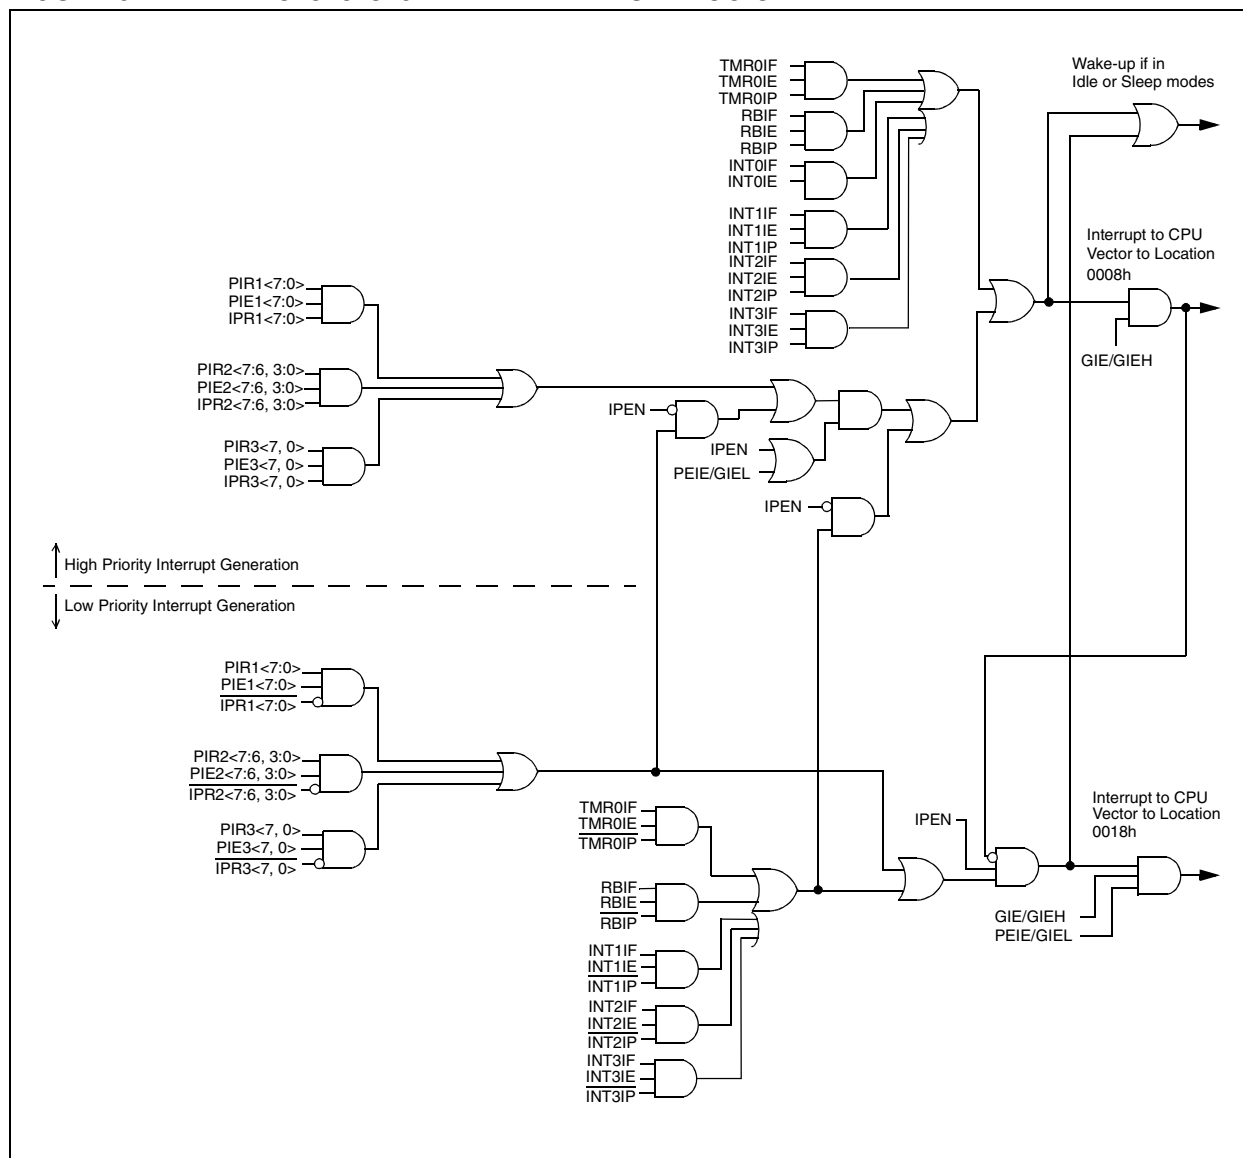 TMR0IF
TMR0IE
TMR0IP
RBIF
RBIE
RBIP
INT0IF
INT0IE
INT1IF
INT1IE
INT1IP
INT2IF
INT2IE
INT2IP
INT3IF
INT3IE
INT3IP
Wake-up if in
Idle or Sleep modes
Interrupt to CPU
Vector to Location
0008h
GIE/GIEH
PIR1<7:0>
PIE1<7:0>
IPR1<7:0>
PIR2<7:6, 3:0>
PIE2<7:6, 3:0>
IPR2<7:6, 3:0>
PIR3<7, 0>
PIE3<7, 0>
IPR3<7, 0>
IPEN
IPEN
PEIE/GIEL
IPEN
High Priority Interrupt Generation
Low Priority Interrupt Generation
PIR1<7:0>
PIE1<7:0>
IPR1<7:0>
PIR2<7:6, 3:0>
PIE2<7:6, 3:0>
IPR2<7:6, 3:0>
PIR3<7, 0>
PIE3<7, 0>
IPR3<7, 0>
TMR0IF
TMR0IE
TMR0IP
RBIF
RBIE
RBIP
INT1IF
INT1IE
INT1IP
INT2IF
INT2IE
INT2IP
INT3IF
INT3IE
INT3IP
IPEN
Interrupt to CPU
Vector to Location
0018h
GIE/GIEH
PEIE/GIEL